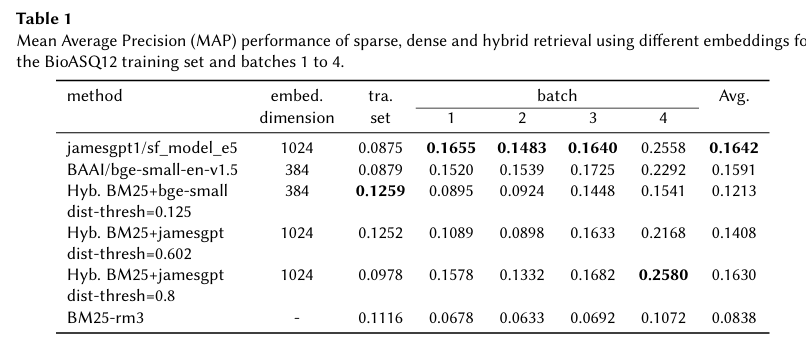 Table 1
Mean Average Precision (MAP) performance of sparse, dense and hybrid retrieval using different embeddings fo
the BioASQ12 training set and batches 1 to 4.
method embed. tra. batch Avg.
dimension set 1 2 3 4
jamesgpt1/sf_model_e5 1024 0.0875 0.1655 0.1483 0.1640 0.2558 0.1642
BAAI/bge-small-en-v1.5 384 0.0879 0.1520 0.1539 0.1725 0.2292 0.1591
Hyb. BM25+bge-small 384 0.1259 0.0895 0.0924 0.1448 0.1541 0.1213
dist-thresh=0.125
Hyb. BM25+jamesgpt 1024 0.1252 0.1089 0.0898 0.1633 0.2168 0.1408
dist-thresh=0.602
Hyb. BM25+jamesgpt 1024 0.0978 0.1578 0.1332 0.1682 0.2580 0.1630
dist-thresh=0.8
BM25-rm3 - 0.1116 0.0678 0.0633 0.0692 0.1072 0.0838